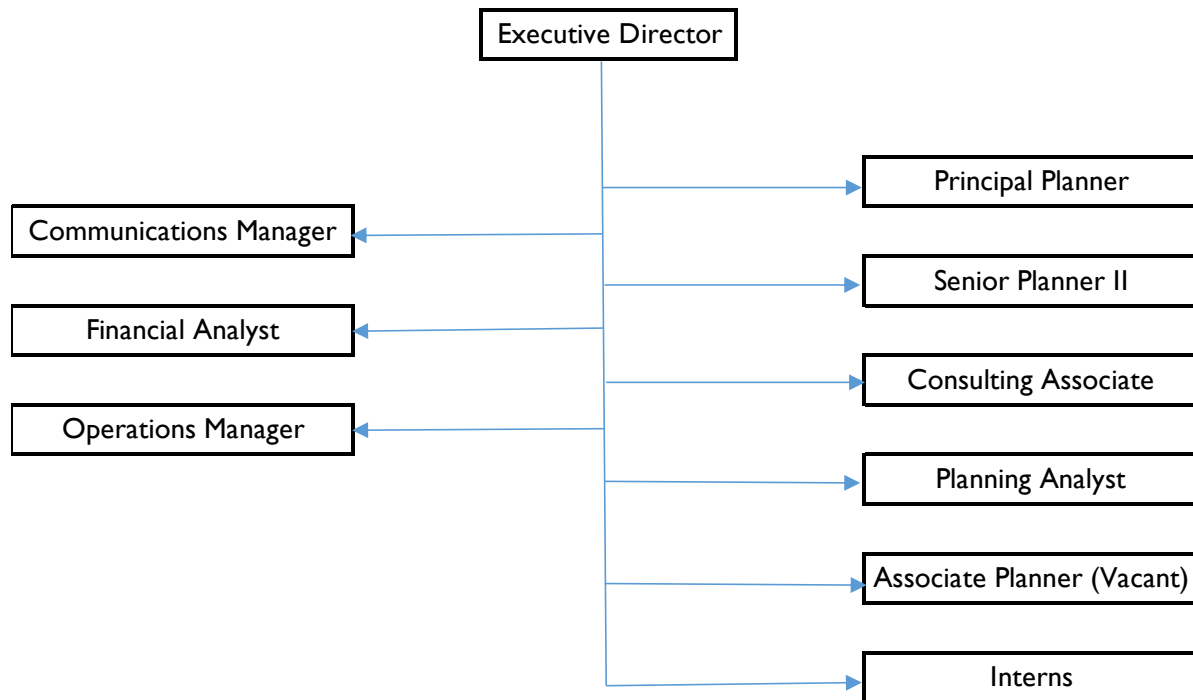 Executive Director
Communications Manager
Financial Analyst
Operations Manager
Principal Planner
Senior Planner II
Consulting Associate
Planning Analyst
Associate Planner (Vacant)
Interns